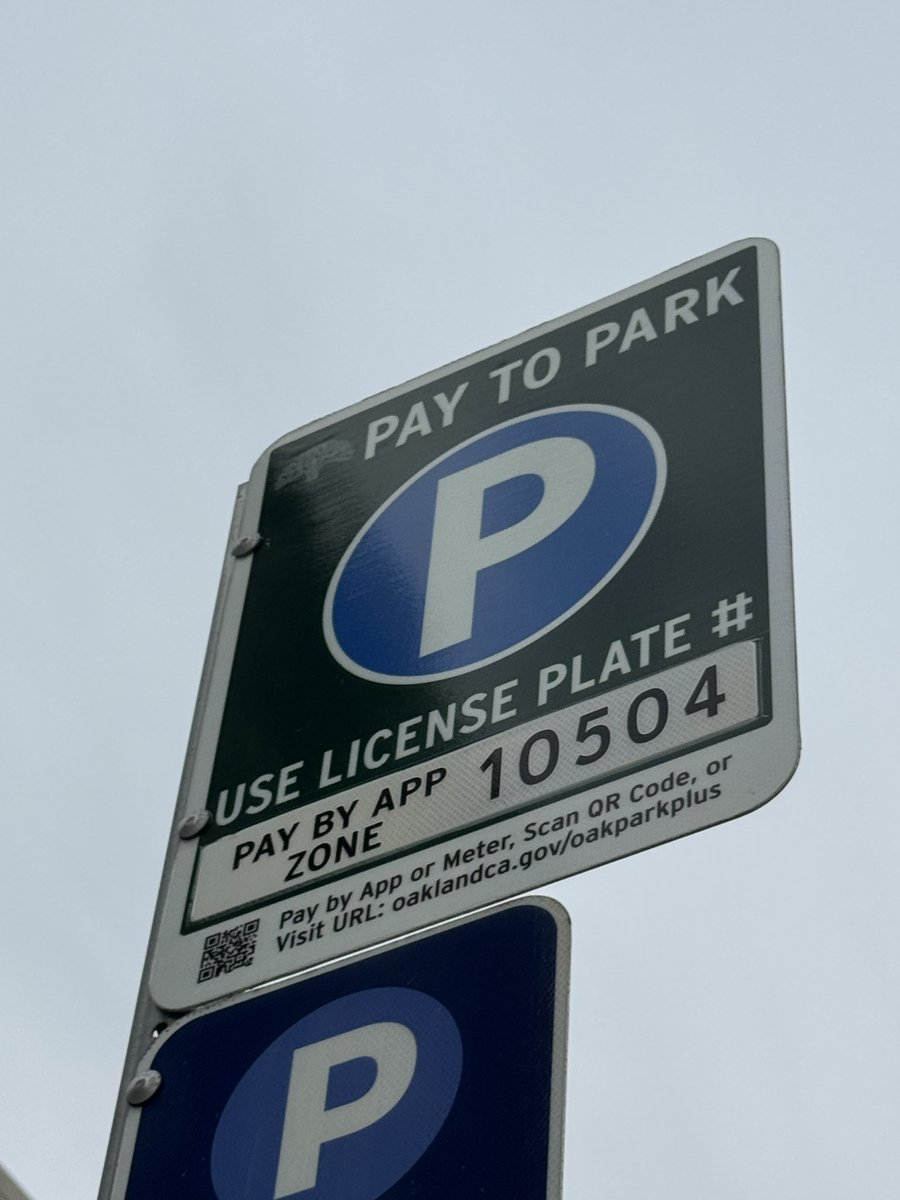 PAY TO PARK
P
USE LICENSE PLATE #
PAY BY APP
ZONE
10504
Pay by App or Meter, Scan QR Code, or
Visit URL: oaklandca.gov/oakparkplus
P